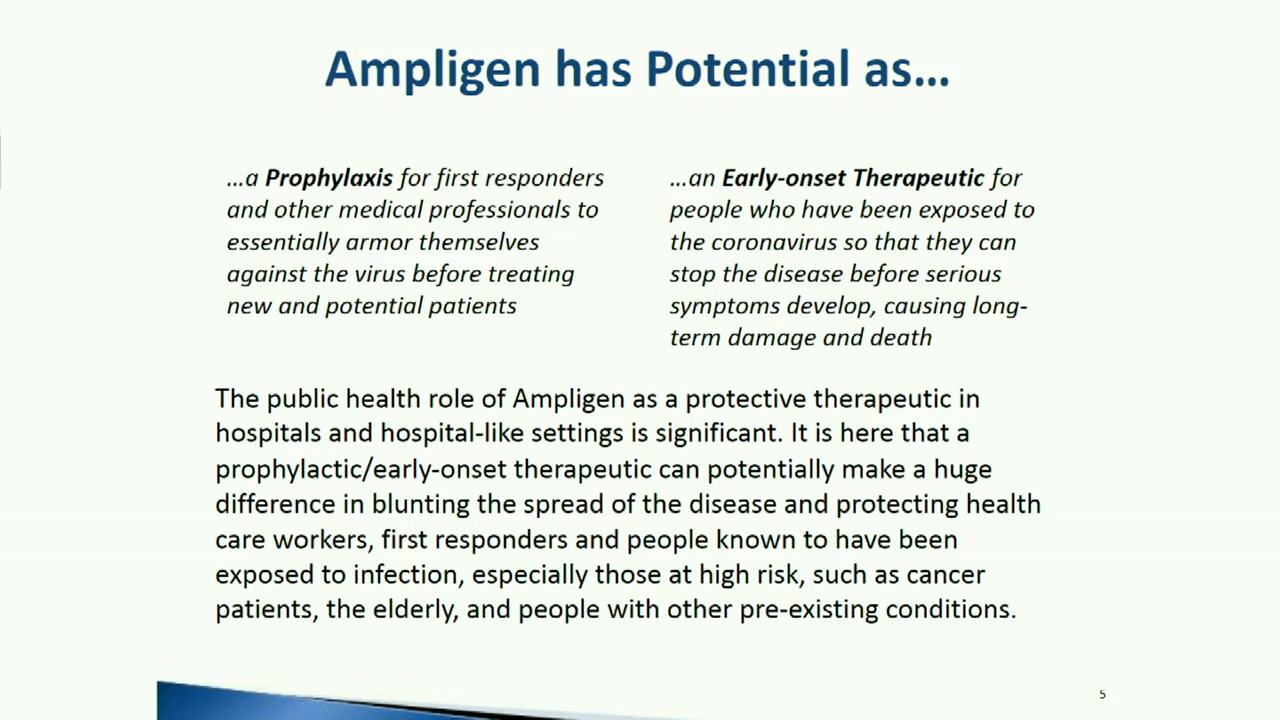 Ampligen has Potential as…
…a Prophylaxis for first responders
and other medical professionals to
essentially armor themselves
against the virus before treating
new and potential patients
…an Early-onset Therapeutic for
people who have been exposed to
the coronavirus so that they can
stop the disease before serious
symptoms develop, causing long-
term damage and death
The public health role of Ampligen as a protective therapeutic in
hospitals and hospital-like settings is significant. It is here that a
prophylactic/early-onset therapeutic can potentially make a huge
difference in blunting the spread of the disease and protecting health
care workers, first responders and people known to have been
exposed to infection, especially those at high risk, such as cancer
patients, the elderly, and people with other pre-existing conditions.
5